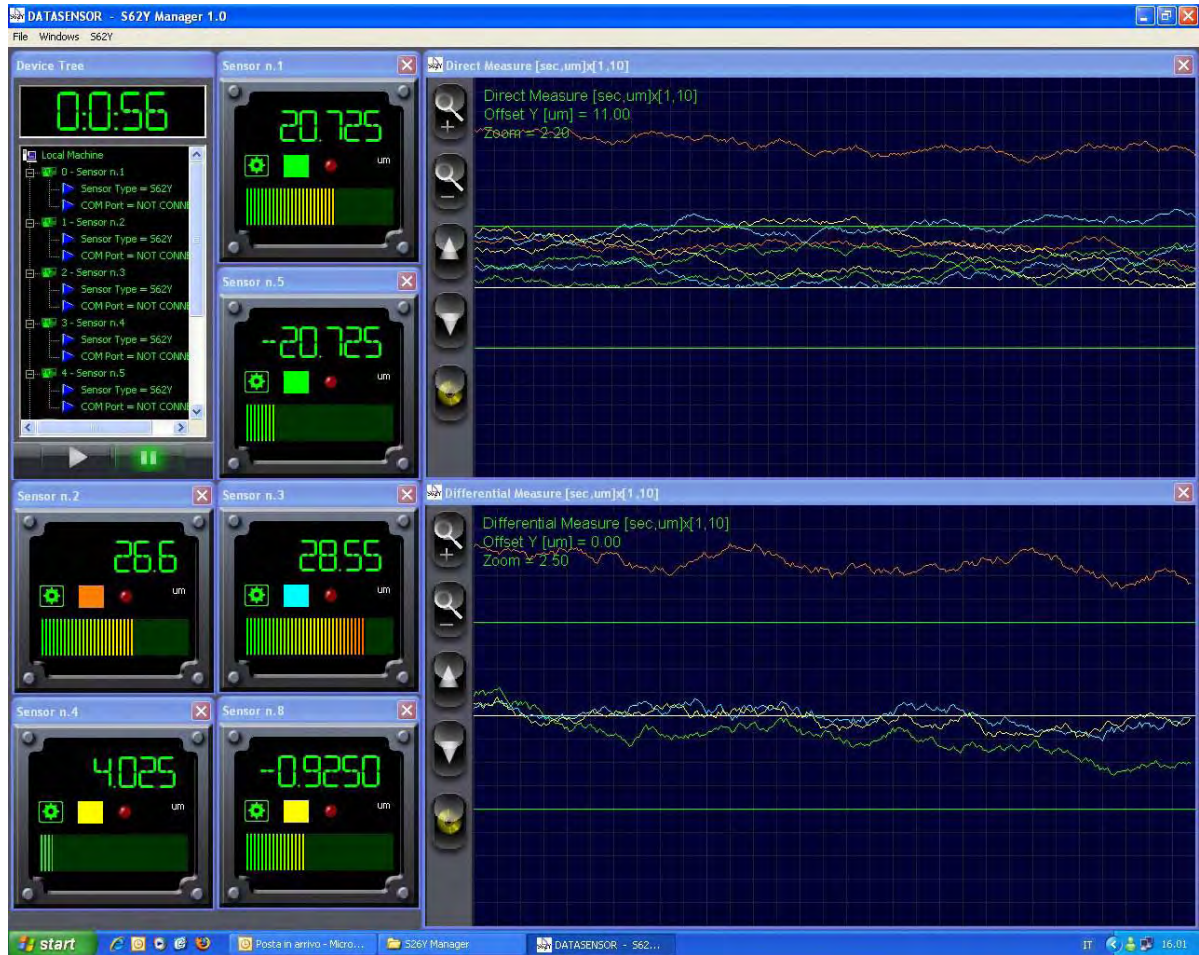 DATASENSOR - S62Y Manager 1.0
File Windows S62Y
Device Tree
0:0:56
Local Machine
0 - Sensor n.1
Sensor Type = S62Y
COM Port = NOT CONNE
1 - Sensor n.2
Sensor Type = S62Y
COM Port = NOT CONNE
2 - Sensor n.3
Sensor Type = S62Y
COM Port = NOT CONNE
3 - Sensor n.4
Sensor Type = S62Y
COM Port = NOT CONNE
4 - Sensor n.5
Sensor Type = S62Y
COM Port = NOT CONNE
Sensor n.1
20.725
um
Sensor n.5
-20.725
um
Direct Measure [sec,um]x[1,10]
Direct Measure [sec,um]x[1,10]
Offset Y [um] = 11.00
Zoom = 2.20
Sensor n.2
26.6
um
Sensor n.3
28.55
um
Sensor n.4
4.025
um
Sensor n.8
-0.9250
um
Differential Measure [sec,um]x[1,10]
Differential Measure [sec,um]x[1,10]
Offset Y [um] = 0.00
Zoom = 2.50
start
Posta in arrivo - Micro...
S26Y Manager
DATASENSOR - S62...
IT
16.01